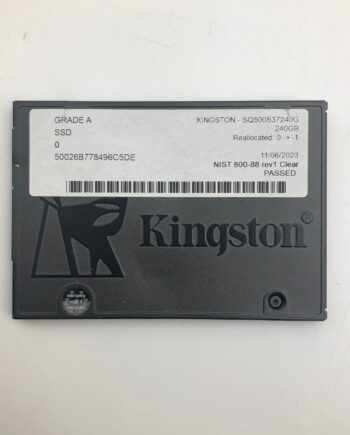 GRADE A
SSD
0
50026B778496C5DE
KINGSTON - SQ500S37240G
240GB
Reallocated: 0 -> -1
11/06/2023
NIST 800-88 rev1 Clear
PASSED
Kingston®
WARRANTY